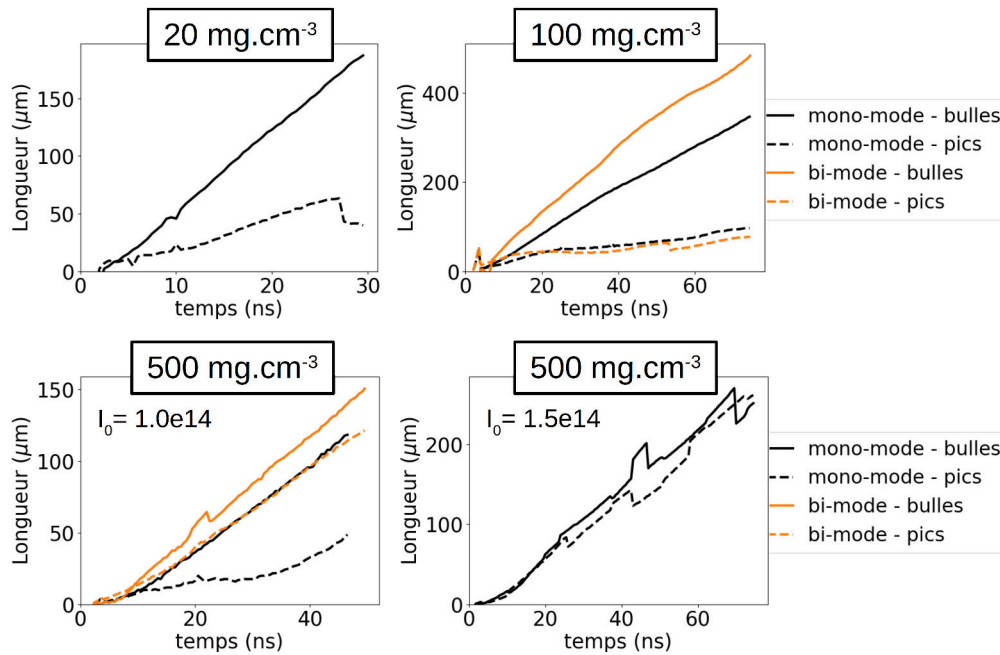 20 mg.cm-3
Longueur (μm)
150
100
50
0
0
10
20
30
temps (ns)
100 mg.cm-3
Longueur (μm)
400
200
0
0
20
40
60
temps (ns)
mono-mode - bulles
mono-mode - pics
bi-mode - bulles
bi-mode - pics
500 mg.cm-3
I0= 1.0e14
Longueur (μm)
150
100
50
0
0
20
40
temps (ns)
500 mg.cm-3
I0= 1.5e14
Longueur (μm)
200
100
0
0
20
40
60
temps (ns)
mono-mode - bulles
mono-mode - pics
bi-mode - bulles
bi-mode - pics